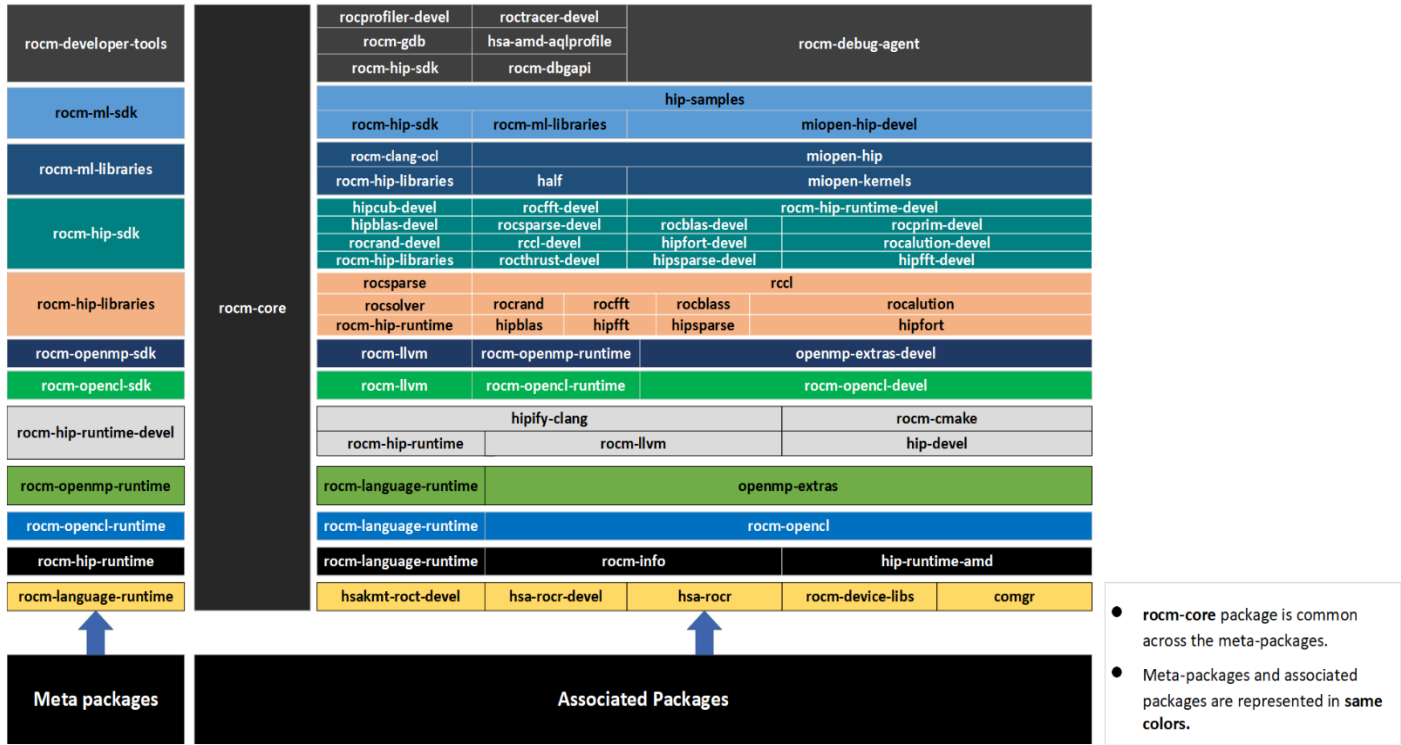 rocm-developer-tools
rocm-core
rocprofiler-devel roctracer-devel
rocm-gdb hsa-amd-aqlprofile rocm-debug-agent
rocm-hip-sdk rocm-dbgapi
rocm-ml-sdk
hip-samples
rocm-hip-sdk rocm-ml-libraries miopen-hip-devel
rocm-ml-libraries
rocm-clang-ocl miopen-hip
rocm-hip-libraries half miopen-kernels
rocm-hip-sdk
hipcub-devel rocfft-devel rocm-hip-runtime-devel
hipblas-devel rocsparse-devel rocblas-devel rocprim-devel
rocrand-devel rccl-devel hipfort-devel rocalution-devel
rocm-hip-libraries rocthrust-devel hipsparse-devel hipfft-devel
rocm-hip-libraries
rocsparse rccl
rocsolver rocrand rocfft rocblass rocalution
rocm-hip-runtime hipblas hipfft hipsparse hipfort
rocm-openmp-sdk rocm-llvm rocm-openmp-runtime openmp-extras-devel
rocm-opencl-sdk rocm-llvm rocm-opencl-runtime rocm-opencl-devel
rocm-hip-runtime-devel
hipify-clang rocm-cmake
rocm-hip-runtime rocm-llvm hip-devel
rocm-openmp-runtime rocm-language-runtime openmp-extras
rocm-opencl-runtime rocm-language-runtime rocm-opencl
rocm-hip-runtime rocm-language-runtime rocm-info hip-runtime-amd
rocm-language-runtime hsakmt-roct-devel hsa-rocr-devel hsa-rocr rocm-device-libs comgr
Meta packages Associated Packages
● rocm-core package is common
across the meta-packages.
● Meta-packages and associated
packages are represented in same
colors.